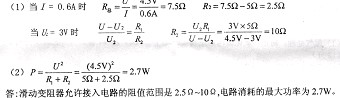 (1) 当 I = 0.6A 时 R总 = U/I = 4.5V/0.6A = 7.5Ω R₂ = 7.5Ω-5Ω = 2.5Ω
当 U₂ = 3V 时 (U-U₂)/U₂ = R₁/R₂ R₂ = U₂R₁/(U-U₂) = 3V×5Ω/(4.5V-3V) = 10Ω
(2) P = U²/(R₁+R₂) = (4.5V)²/(5Ω+2.5Ω) = 2.7W
答:滑动变阻器允许接入电路的阻值范围是2.5Ω~10Ω,电路消耗的最大功率为2.7W。